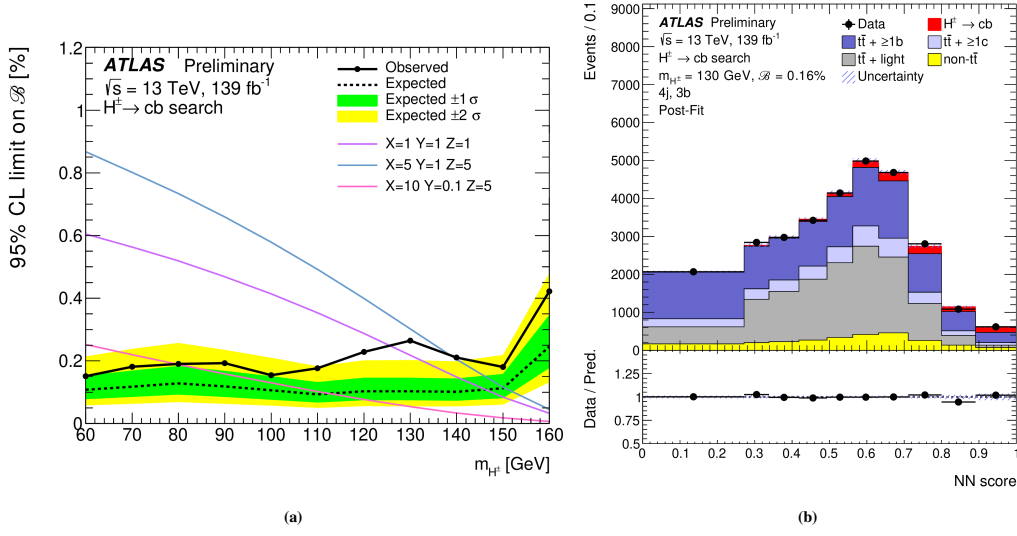 ATLAS Preliminary
√s = 13 TeV, 139 fb⁻¹
H± → cb search
Observed
Expected
Expected ±1 σ
Expected ±2 σ
X=1 Y=1 Z=1
X=5 Y=1 Z=5
X=10 Y=0.1 Z=5
95% CL limit on ℬ [%]
1.2
1
0.8
0.6
0.4
0.2
0
60 70 80 90 100 110 120 130 140 150 160
m_H± [GeV]
(a)
ATLAS Preliminary
√s = 13 TeV, 139 fb⁻¹
H± → cb search
m_H± = 130 GeV, ℬ = 0.16%
4j, 3b
Post-Fit
Data
H± → cb
tt̄ + ≥1b
tt̄ + ≥1c
tt̄ + light
non-tt̄
Uncertainty
Events / 0.1
9000
8000
7000
6000
5000
4000
3000
2000
1000
0
Data / Pred.
1.25
1
0.75
0.5
0 0.1 0.2 0.3 0.4 0.5 0.6 0.7 0.8 0.9 1
NN score
(b)